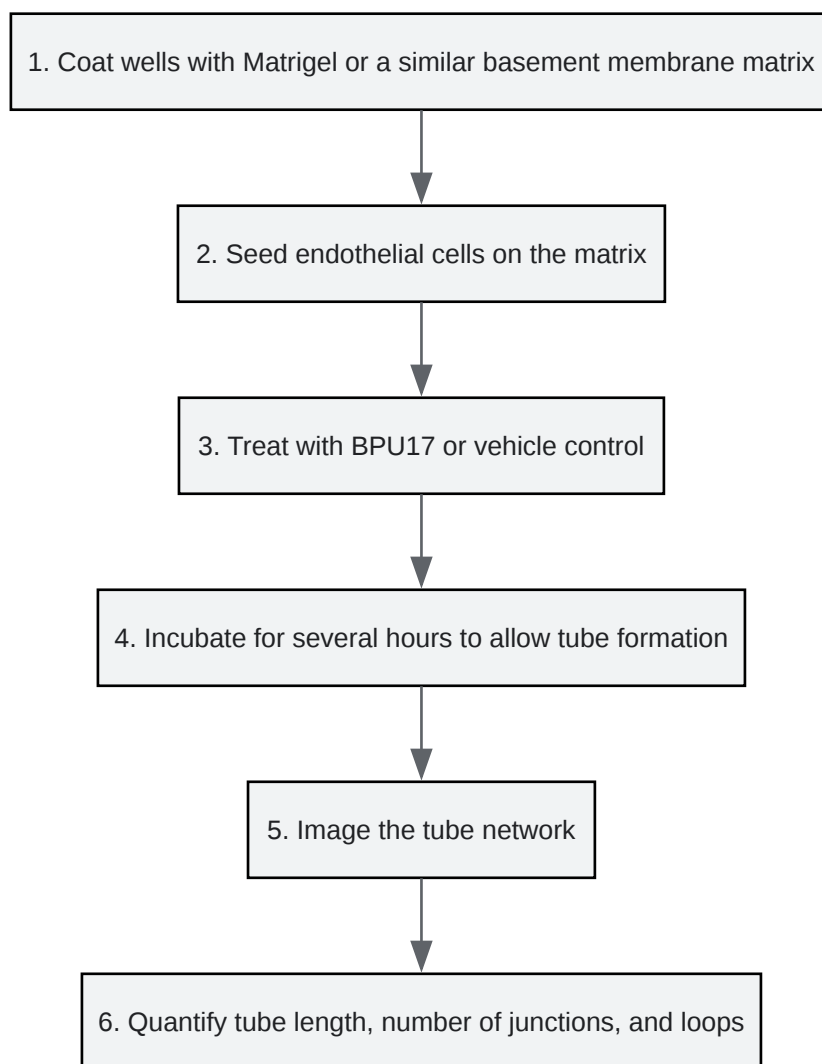 1. Coat wells with Matrigel or a similar basement membrane matrix
2. Seed endothelial cells on the matrix
3. Treat with BPU17 or vehicle control
4. Incubate for several hours to allow tube formation
5. Image the tube network
6. Quantify tube length, number of junctions, and loops